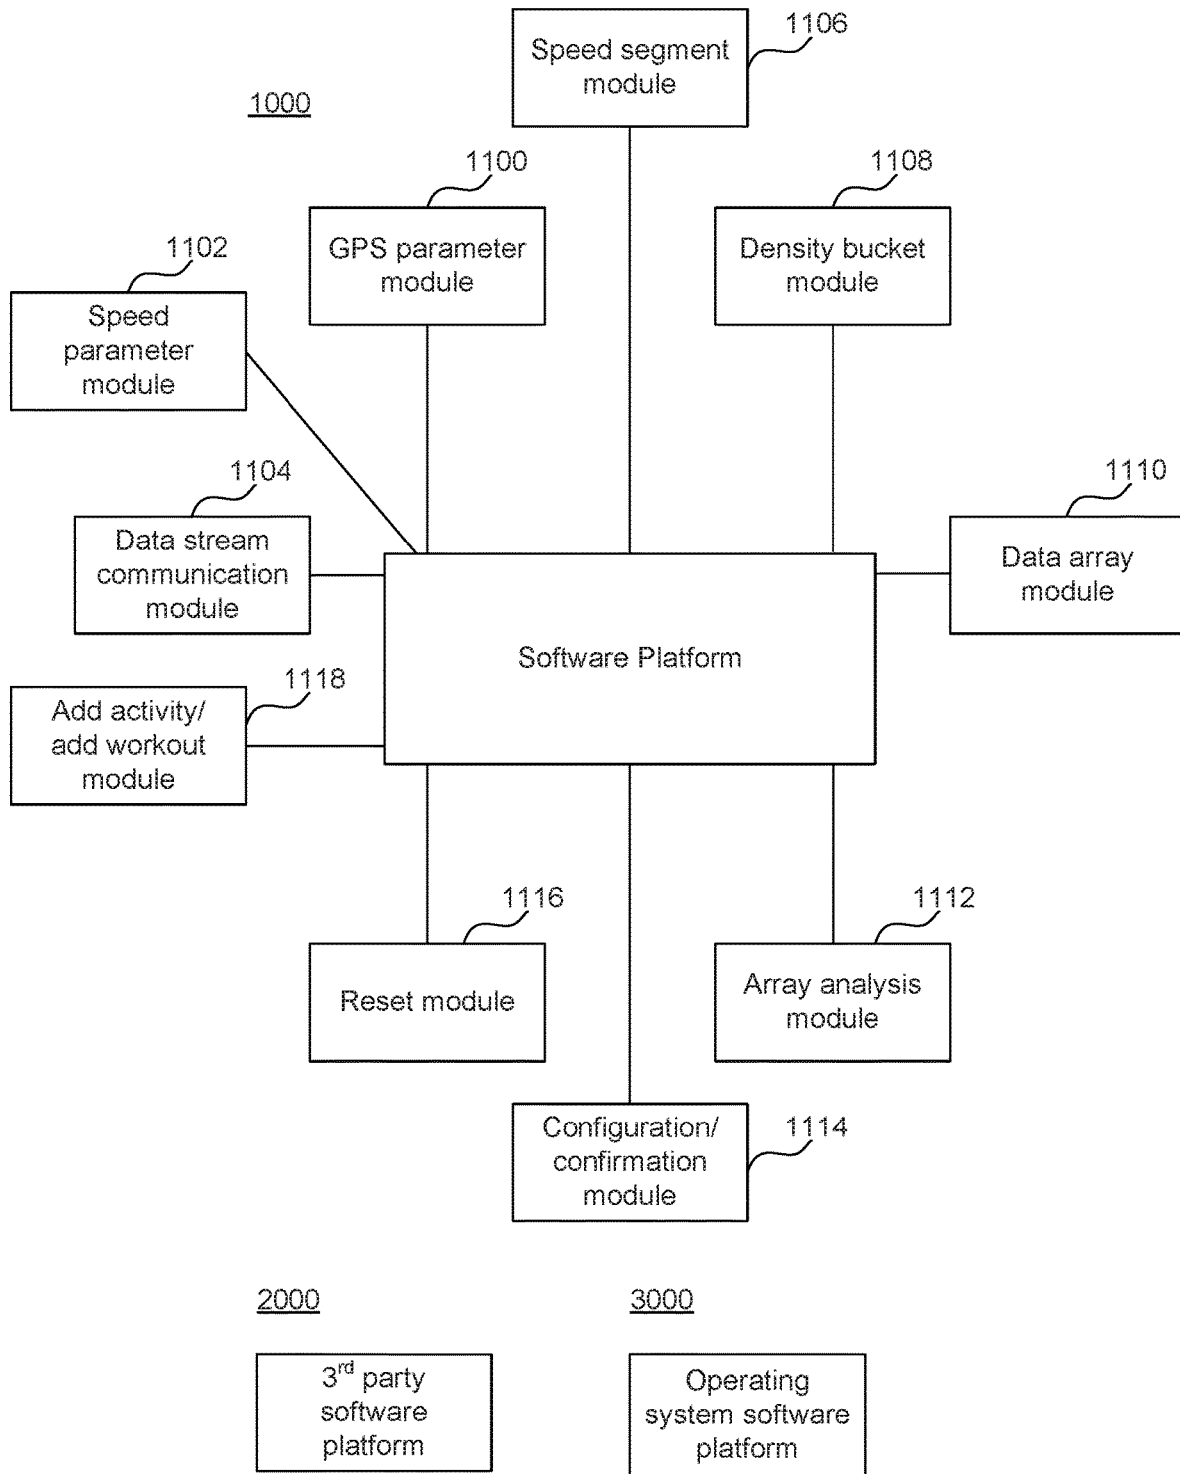 1106
Speed segment
module
1000
1100
GPS parameter
module
1108
Density bucket
module
1102
Speed
parameter
module
1104
Data stream
communication
module
1110
Data array
module
Software Platform
1118
Add activity/
add workout
module
1116
Reset module
1112
Array analysis
module
1114
Configuration/
confirmation
module
2000
3rd party
software
platform
3000
Operating
system software
platform